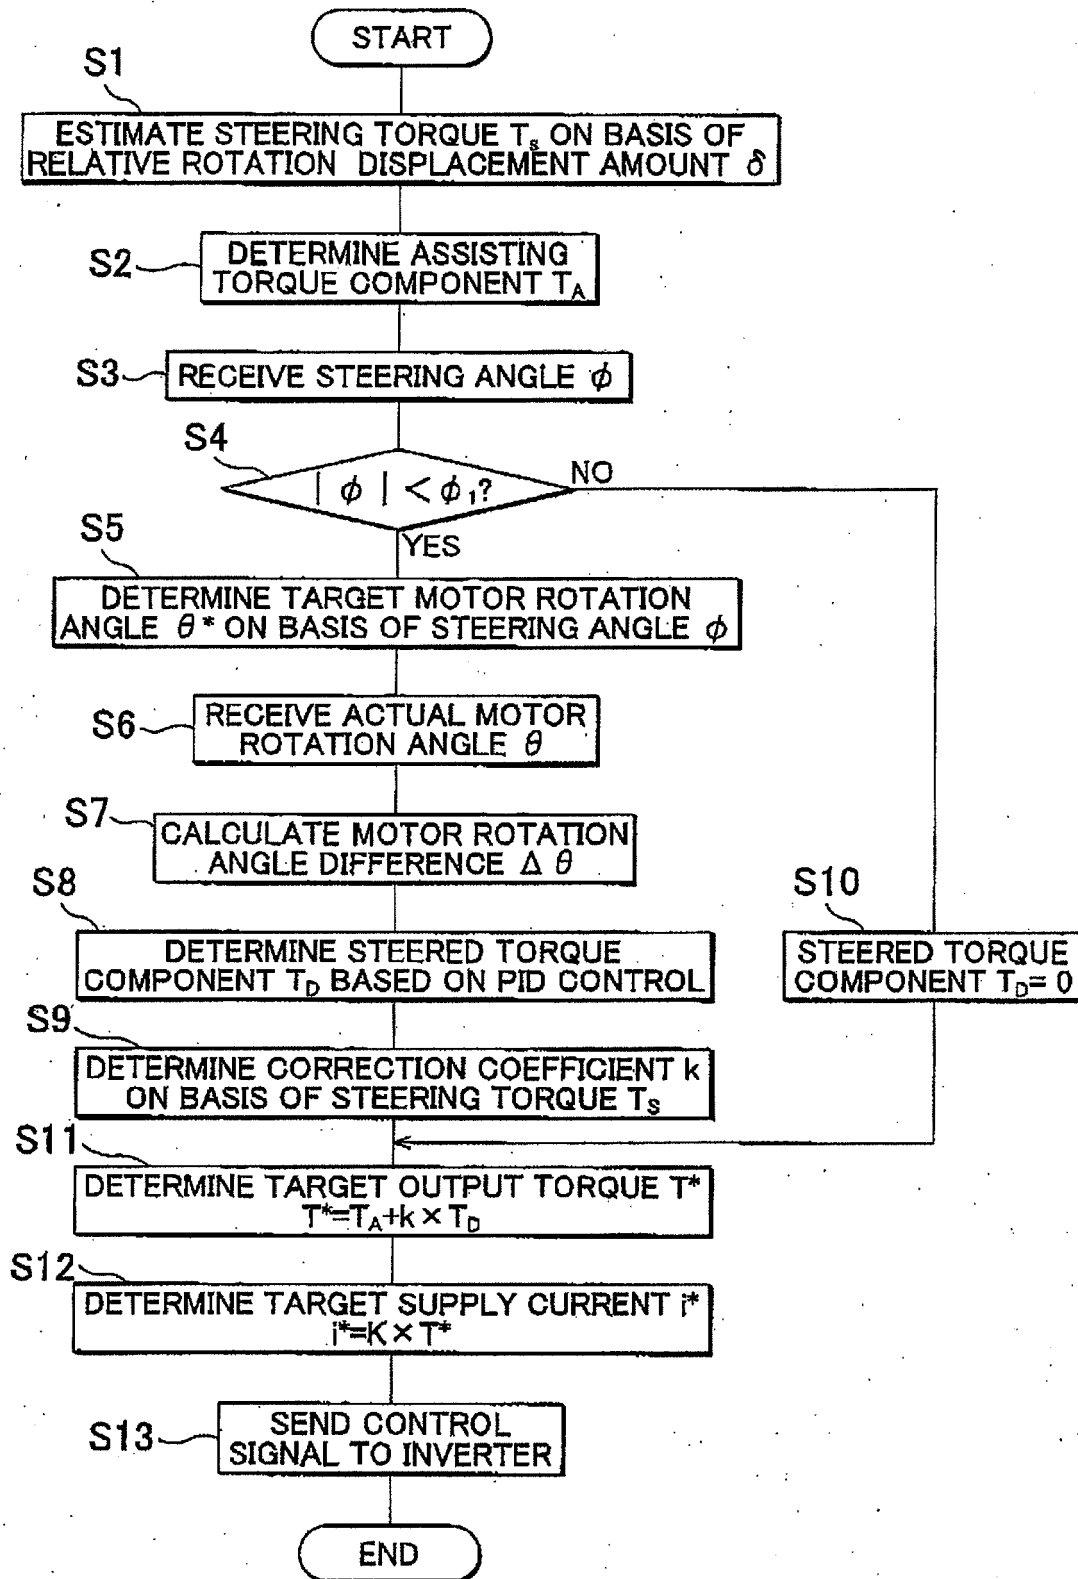 START
S1
ESTIMATE STEERING TORQUE Ts ON BASIS OF
RELATIVE ROTATION DISPLACEMENT AMOUNT δ
S2
DETERMINE ASSISTING
TORQUE COMPONENT TA
S3
RECEIVE STEERING ANGLE ϕ
S4
| ϕ | < ϕ1?
NO
YES
S5
DETERMINE TARGET MOTOR ROTATION
ANGLE θ* ON BASIS OF STEERING ANGLE ϕ
S6
RECEIVE ACTUAL MOTOR
ROTATION ANGLE θ
S7
CALCULATE MOTOR ROTATION
ANGLE DIFFERENCE Δ θ
S8
DETERMINE STEERED TORQUE
COMPONENT TD BASED ON PID CONTROL
S10
STEERED TORQUE
COMPONENT TD= 0
S9
DETERMINE CORRECTION COEFFICIENT k
ON BASIS OF STEERING TORQUE TS
S11
DETERMINE TARGET OUTPUT TORQUE T*
T*=TA+k × TD
S12
DETERMINE TARGET SUPPLY CURRENT i*
i*=K × T*
S13
SEND CONTROL
SIGNAL TO INVERTER
END